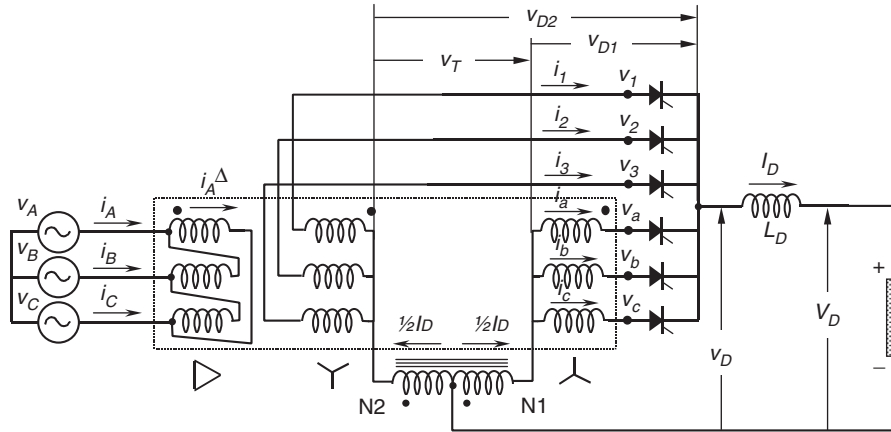 v_D2
v_T
v_D1
i_1
v_1
i_2
v_2
i_3
v_3
i_A^Δ
i_a
v_a
v_A
i_A
v_B
i_B
v_C
i_C
i_b
v_b
i_c
v_c
I_D
L_D
+
v_D
V_D
−
½I_D
½I_D
N2
N1